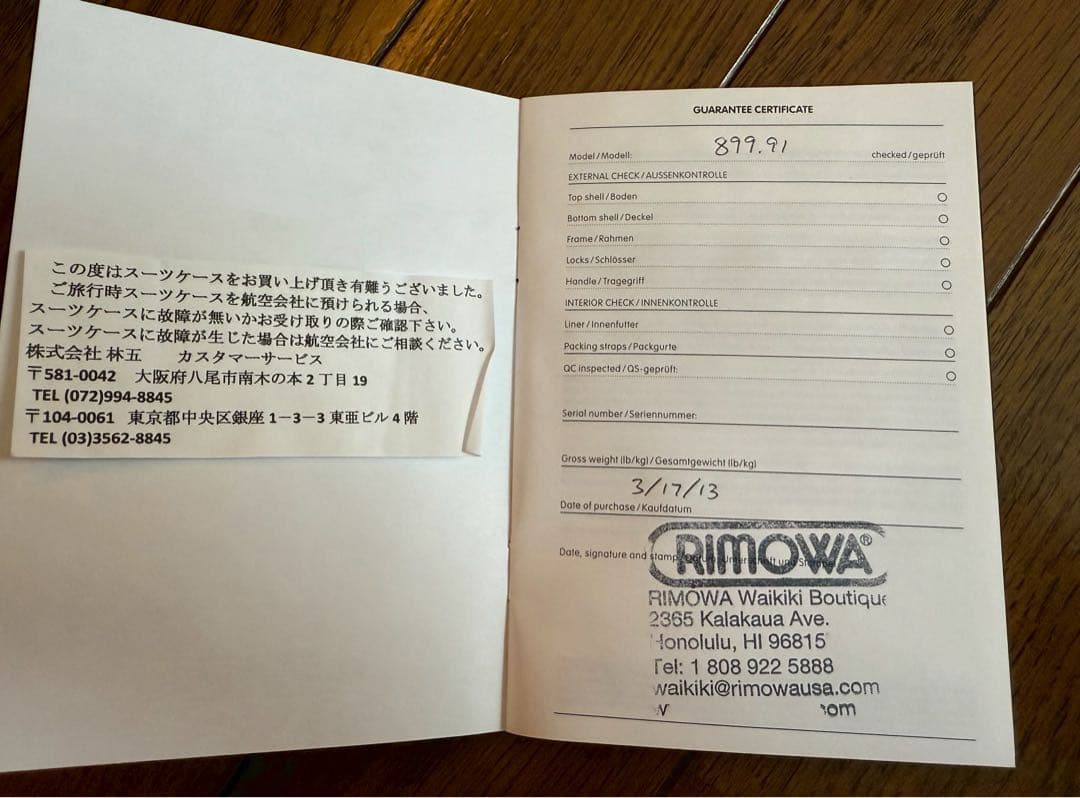 この度はスーツケースをお買い上げ頂き有難うございました。
ご旅行時スーツケースを航空会社に預けられる場合、
スーツケースに故障が無いかお受け取りの際ご確認下さい。
スーツケースに故障が生じた場合は航空会社にご相談ください。
株式会社 林五 カスタマーサービス
〒581-0042 大阪府八尾市南木の本2丁目19
TEL (072)994-8845
〒104-0061 東京都中央区銀座1-3-3東亜ビル4階
TEL (03)3562-8845
GUARANTEE CERTIFICATE
Model/Modell: 899.91 checked/geprüft
EXTERNAL CHECK/AUSSENKONTROLLE
Top shell/Boden
Bottom shell/Deckel
Frame/Rahmen
Locks/Schlösser
Handle/Tragegriff
INTERIOR CHECK/INNENKONTROLLE
Liner/Innenfutter
Packing straps/Packgurte
QC inspected/QS-geprüft:
Serial number/Seriennummer:
Gross weight (lb/kg)/Gesamtgewicht (lb/kg)
3/17/13
Date of purchase/Kaufdatum
RIMOWA®
Date, signature and stamp/Datum, Unterschrift und Stempel
RIMOWA Waikiki Boutique
2365 Kalakaua Ave.
Honolulu, HI 96815
Tel: 1 808 922 5888
waikiki@rimowausa.com